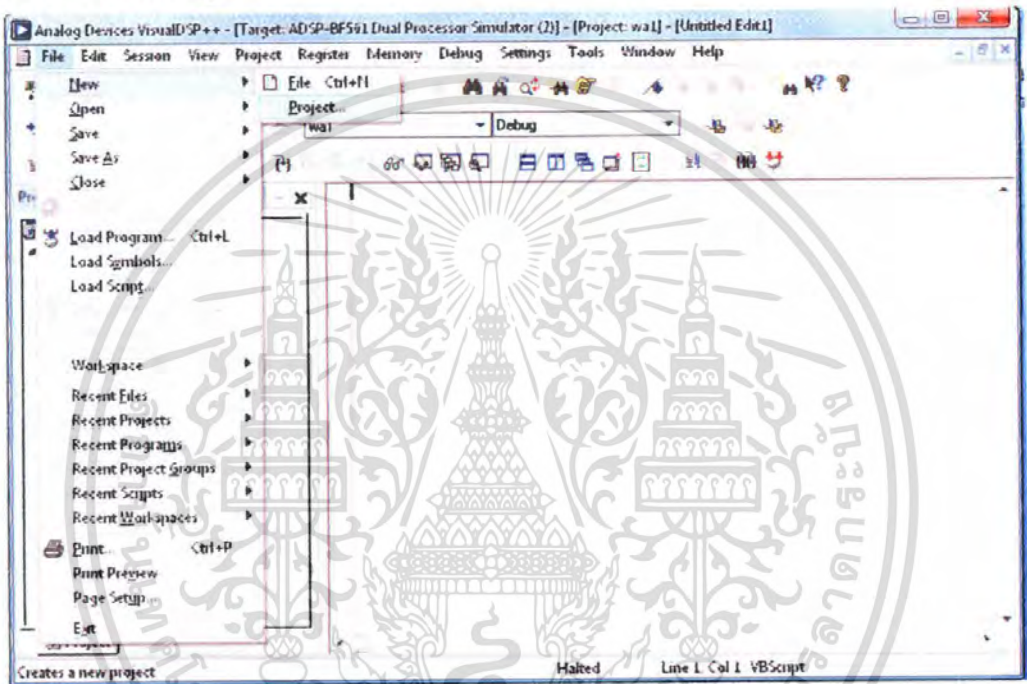 Analog Devices VisualDSP++ - [Target: ADSP-BF561 Dual Processor Simulator (2)] - [Project: wa1] - [Untitled Edit1]
File Edit Session View Project Register Memory Debug Settings Tools Window Help
New
File Ctrl+N
Open
Project...
wa1
Debug
Save
Save As
Close
Load Program... Ctrl+L
Load Symbols...
Load Script...
Workspace
Recent Files
Recent Projects
Recent Programs
Recent Project Groups
Recent Scripts
Recent Workspaces
Print... Ctrl+P
Print Preview
Page Setup...
Exit
Creates a new project
Halted
Line 1 Col 1 VBScript